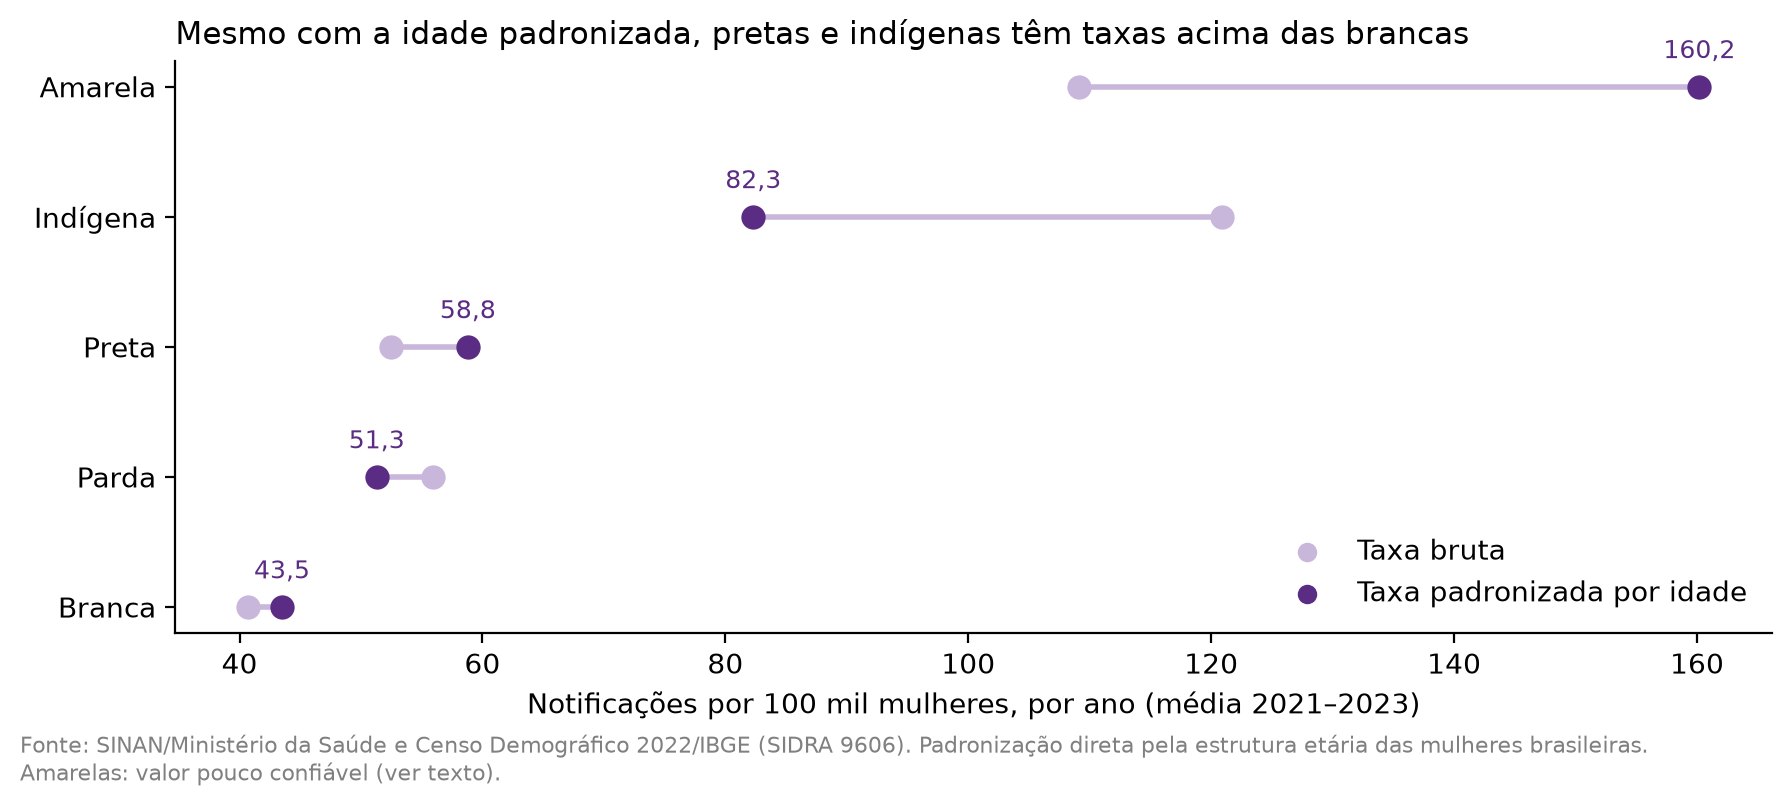 Mesmo com a idade padronizada, pretas e indígenas têm taxas acima das brancas
160,2
Amarela
82,3
Indígena
58,8
Preta
51,3
Parda
43,5
Branca
Taxa bruta
Taxa padronizada por idade
40 60 80 100 120 140 160
Notificações por 100 mil mulheres, por ano (média 2021–2023)
Fonte: SINAN/Ministério da Saúde e Censo Demográfico 2022/IBGE (SIDRA 9606). Padronização direta pela estrutura etária das mulheres brasileiras.
Amarelas: valor pouco confiável (ver texto).